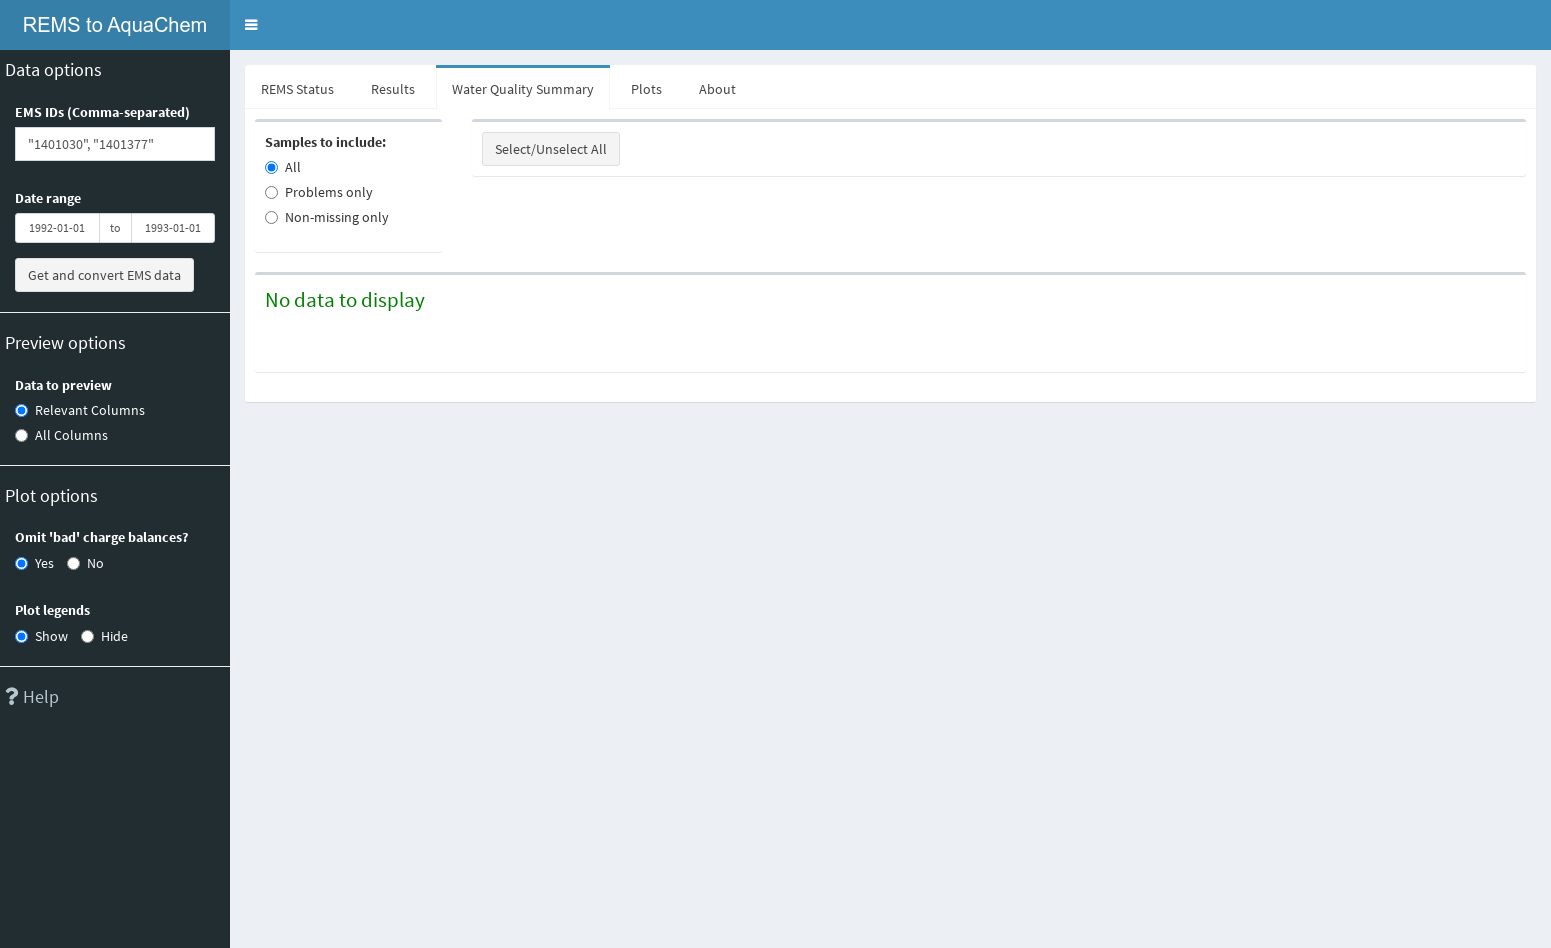 REMS to AquaChem
Data options
EMS IDs (Comma-separated)
"1401030", "1401377"
Date range
1992-01-01 to 1993-01-01
Get and convert EMS data
Preview options
Data to preview
Relevant Columns
All Columns
Plot options
Omit 'bad' charge balances?
Yes No
Plot legends
Show Hide
? Help
REMS Status Results Water Quality Summary Plots About
Samples to include:
All
Problems only
Non-missing only
Select/Unselect All
No data to display